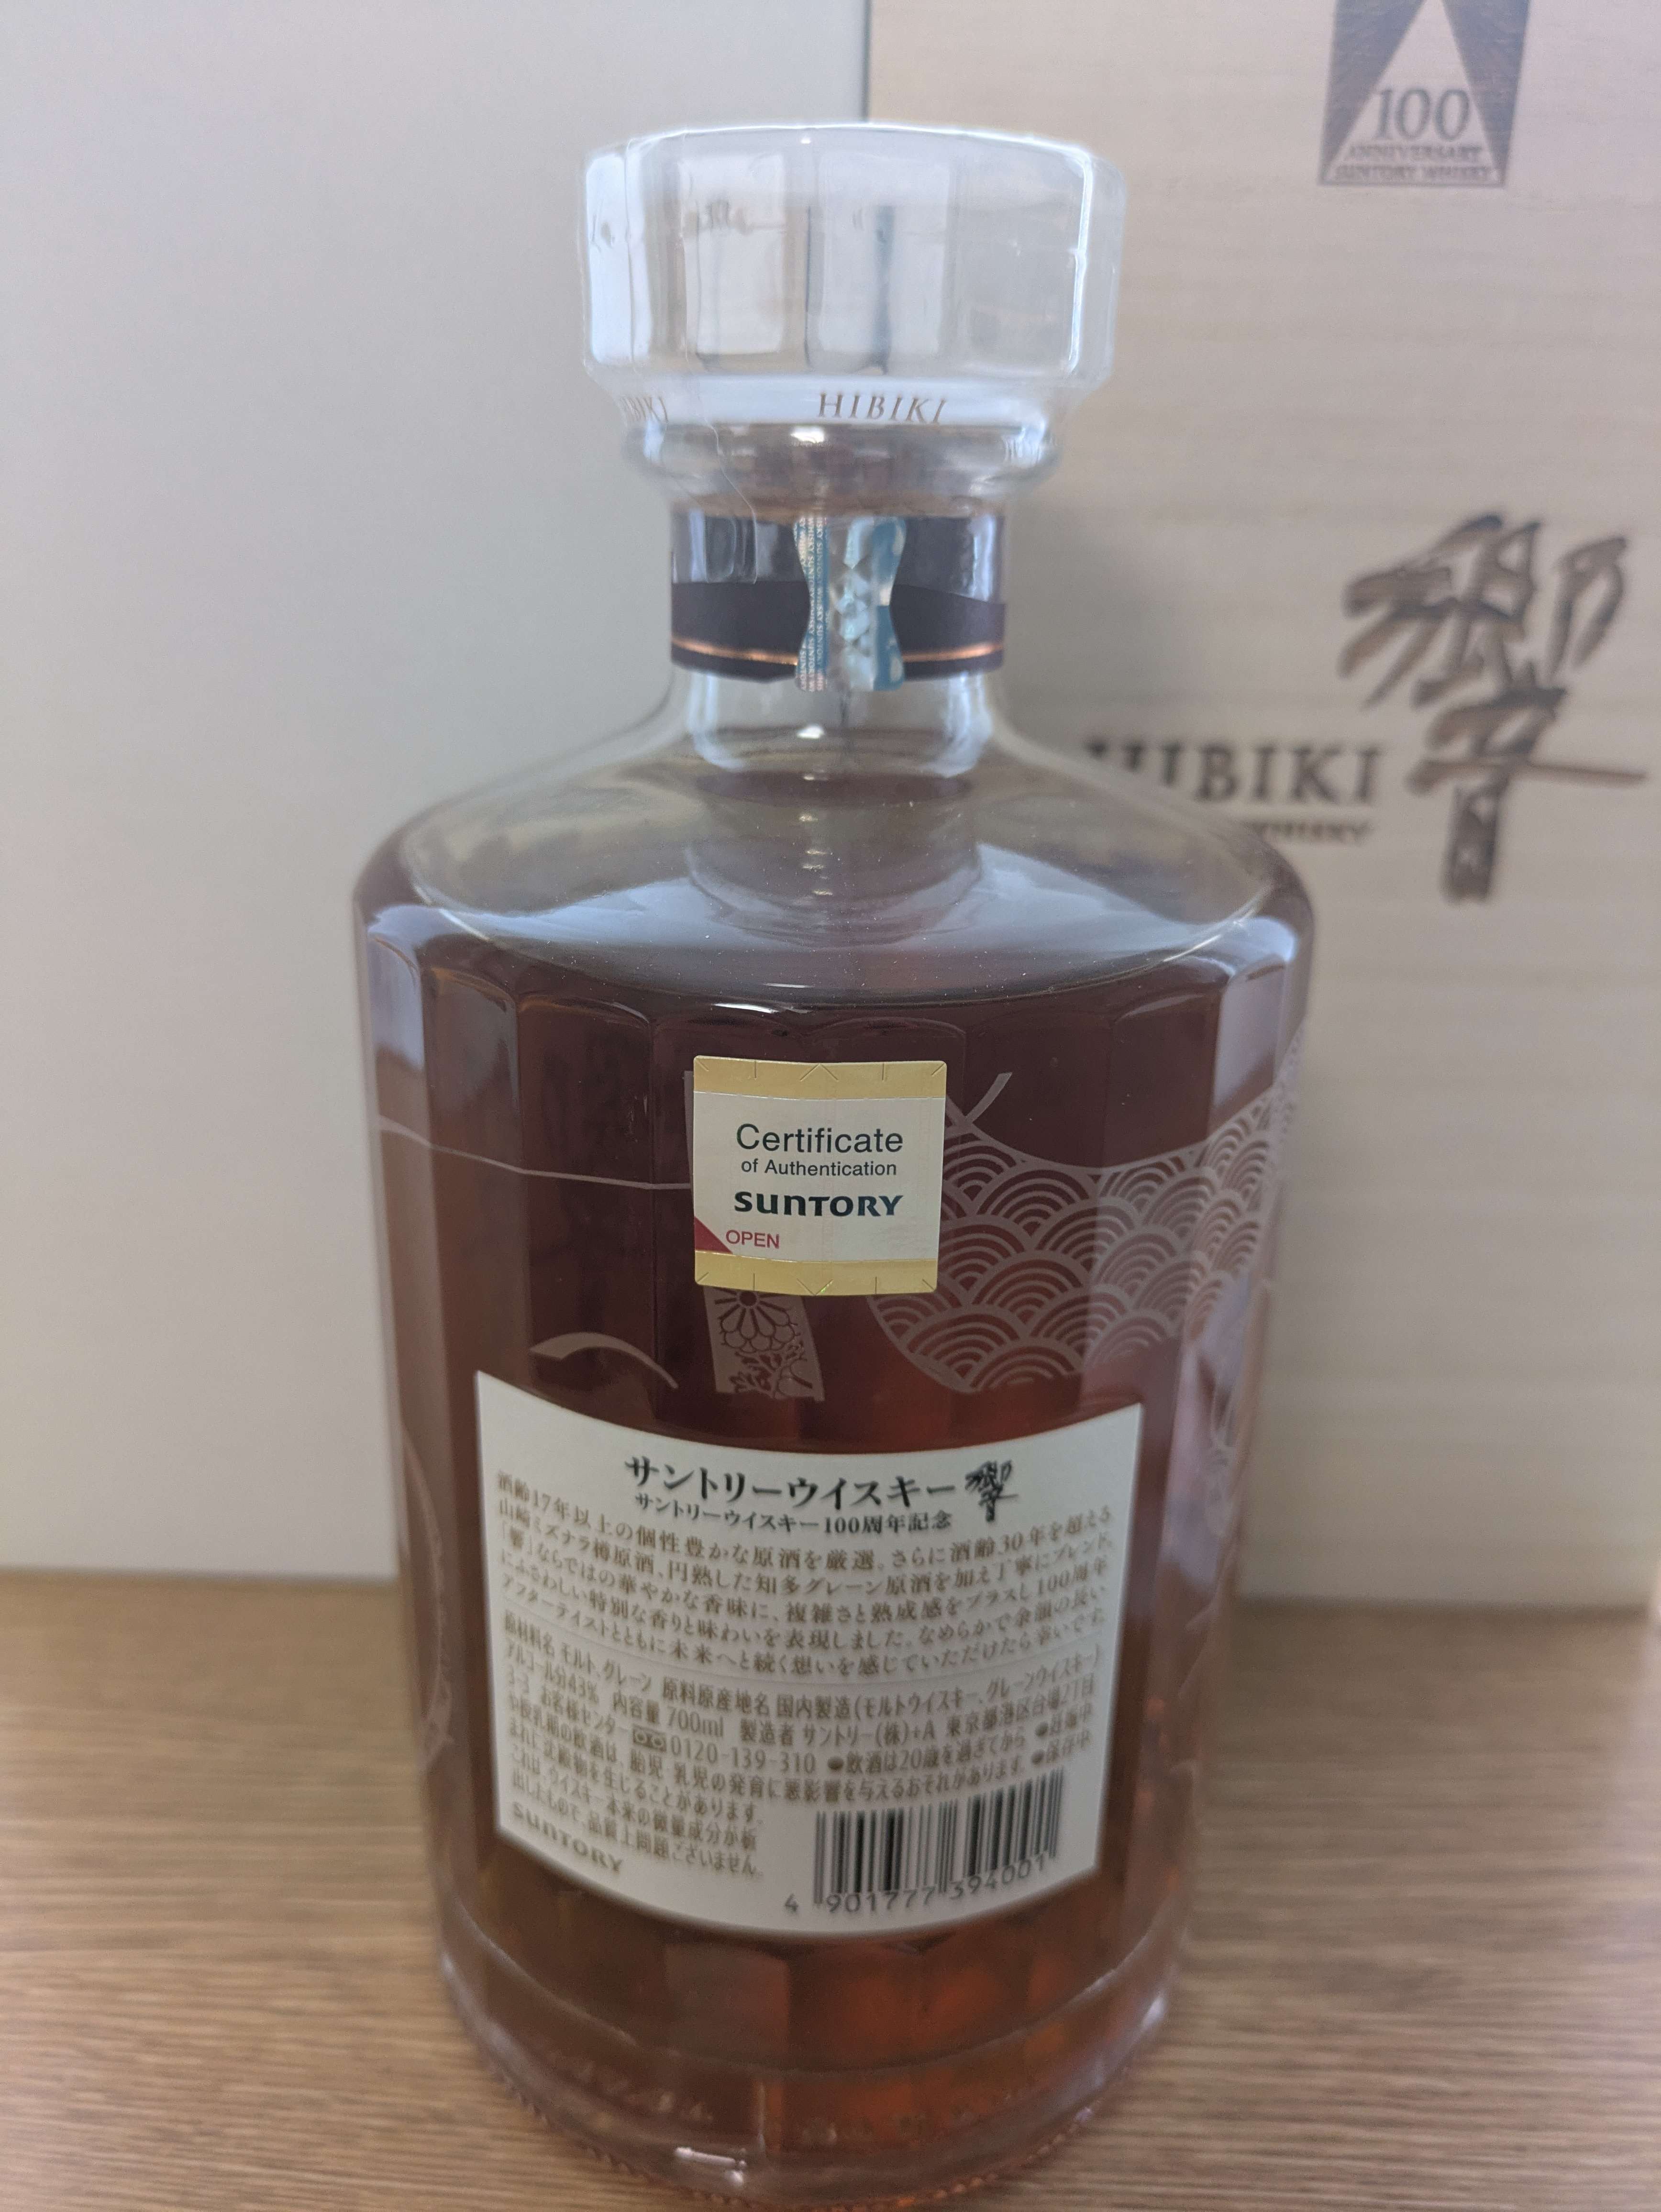 100
ANNIVERSARY
SUNTORY WHISKY
HIBIKI
響
HIBIKI
WHISKY
Certificate
of Authentication
SUNTORY
OPEN
サントリーウイスキー 響
サントリーウイスキー100周年記念
酒齢17年以上の個性豊かな原酒を厳選。さらに酒齢30年を超える
山崎ミズナラ樽原酒、円熟した知多グレーン原酒を加え丁寧にブレンド。
「響」ならではの華やかな香味に、複雑さと熟成感をプラスし100周年
にふさわしい特別な香りと味わいを表現しました。なめらかで余韻の長い
アフターテイストとともに未来へと続く想いを感じていただけたら幸いです。
原材料名 モルト、グレーン 原料原産地名 国内製造(モルトウイスキー、グレーンウイスキー)
アルコール分43% 内容量 700ml 製造者 サントリー(株)+A 東京都港区台場2丁目
3-3 お客様センター 0120-139-310 ●飲酒は20歳を過ぎてから ●妊娠中
や授乳期の飲酒は、胎児・乳児の発育に悪影響を与えるおそれがあります。 ●保存中
まれに沈殿物を生じることがあります。
これは、ウイスキー本来の微量成分が析
出したもので、品質上問題ございません。
SUNTORY
4 901777 394001